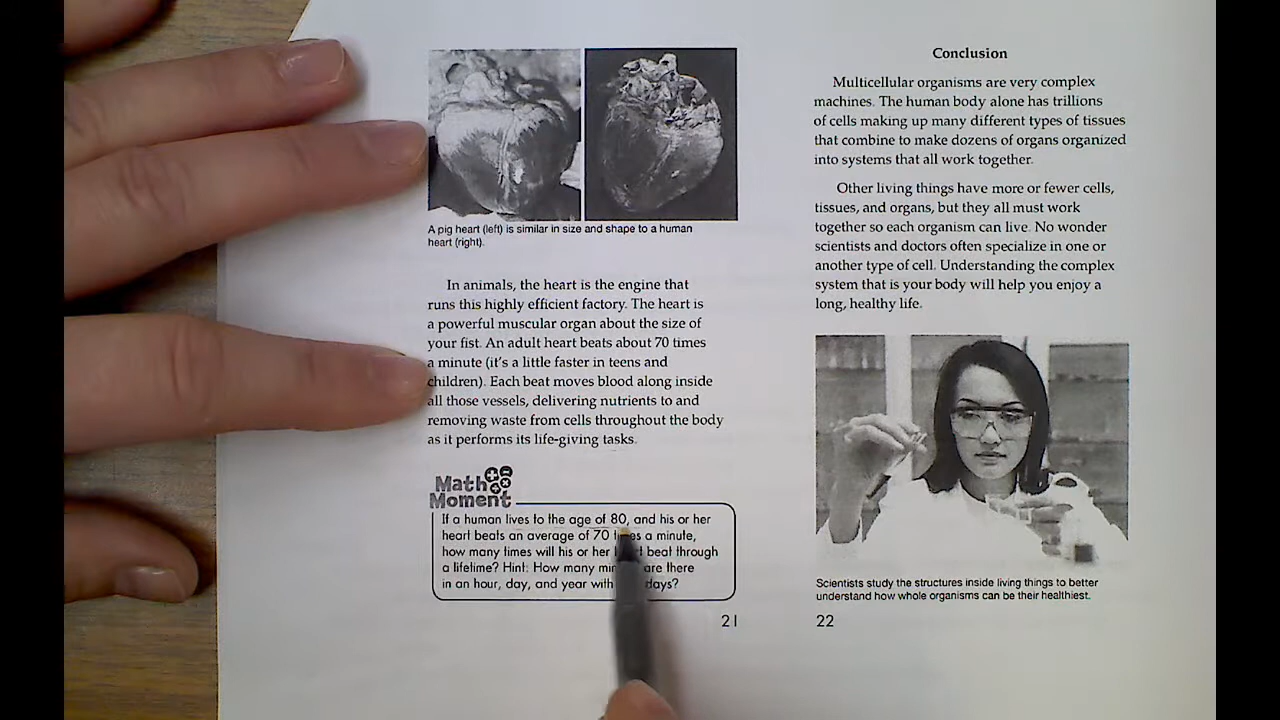 A pig heart (left) is similar in size and shape to a human
heart (right).
In animals, the heart is the engine that
runs this highly efficient factory. The heart is
a powerful muscular organ about the size of
your fist. An adult heart beats about 70 times
a minute (it's a little faster in teens and
children). Each beat moves blood along inside
all those vessels, delivering nutrients to and
removing waste from cells throughout the body
as it performs its life-giving tasks.
Math
Moment
If a human lives to the age of 80, and his or her
heart beats an average of 70 times a minute,
how many times will his or her beat through
a lifetime? Hint: How many are there
in an hour, day, and year with days?
21
Conclusion
Multicellular organisms are very complex
machines. The human body alone has trillions
of cells making up many different types of tissues
that combine to make dozens of organs organized
into systems that all work together.
Other living things have more or fewer cells,
tissues, and organs, but they all must work
together so each organism can live. No wonder
scientists and doctors often specialize in one or
another type of cell. Understanding the complex
system that is your body will help you enjoy a
long, healthy life.
Scientists study the structures inside living things to better
understand how whole organisms can be their healthiest.
22